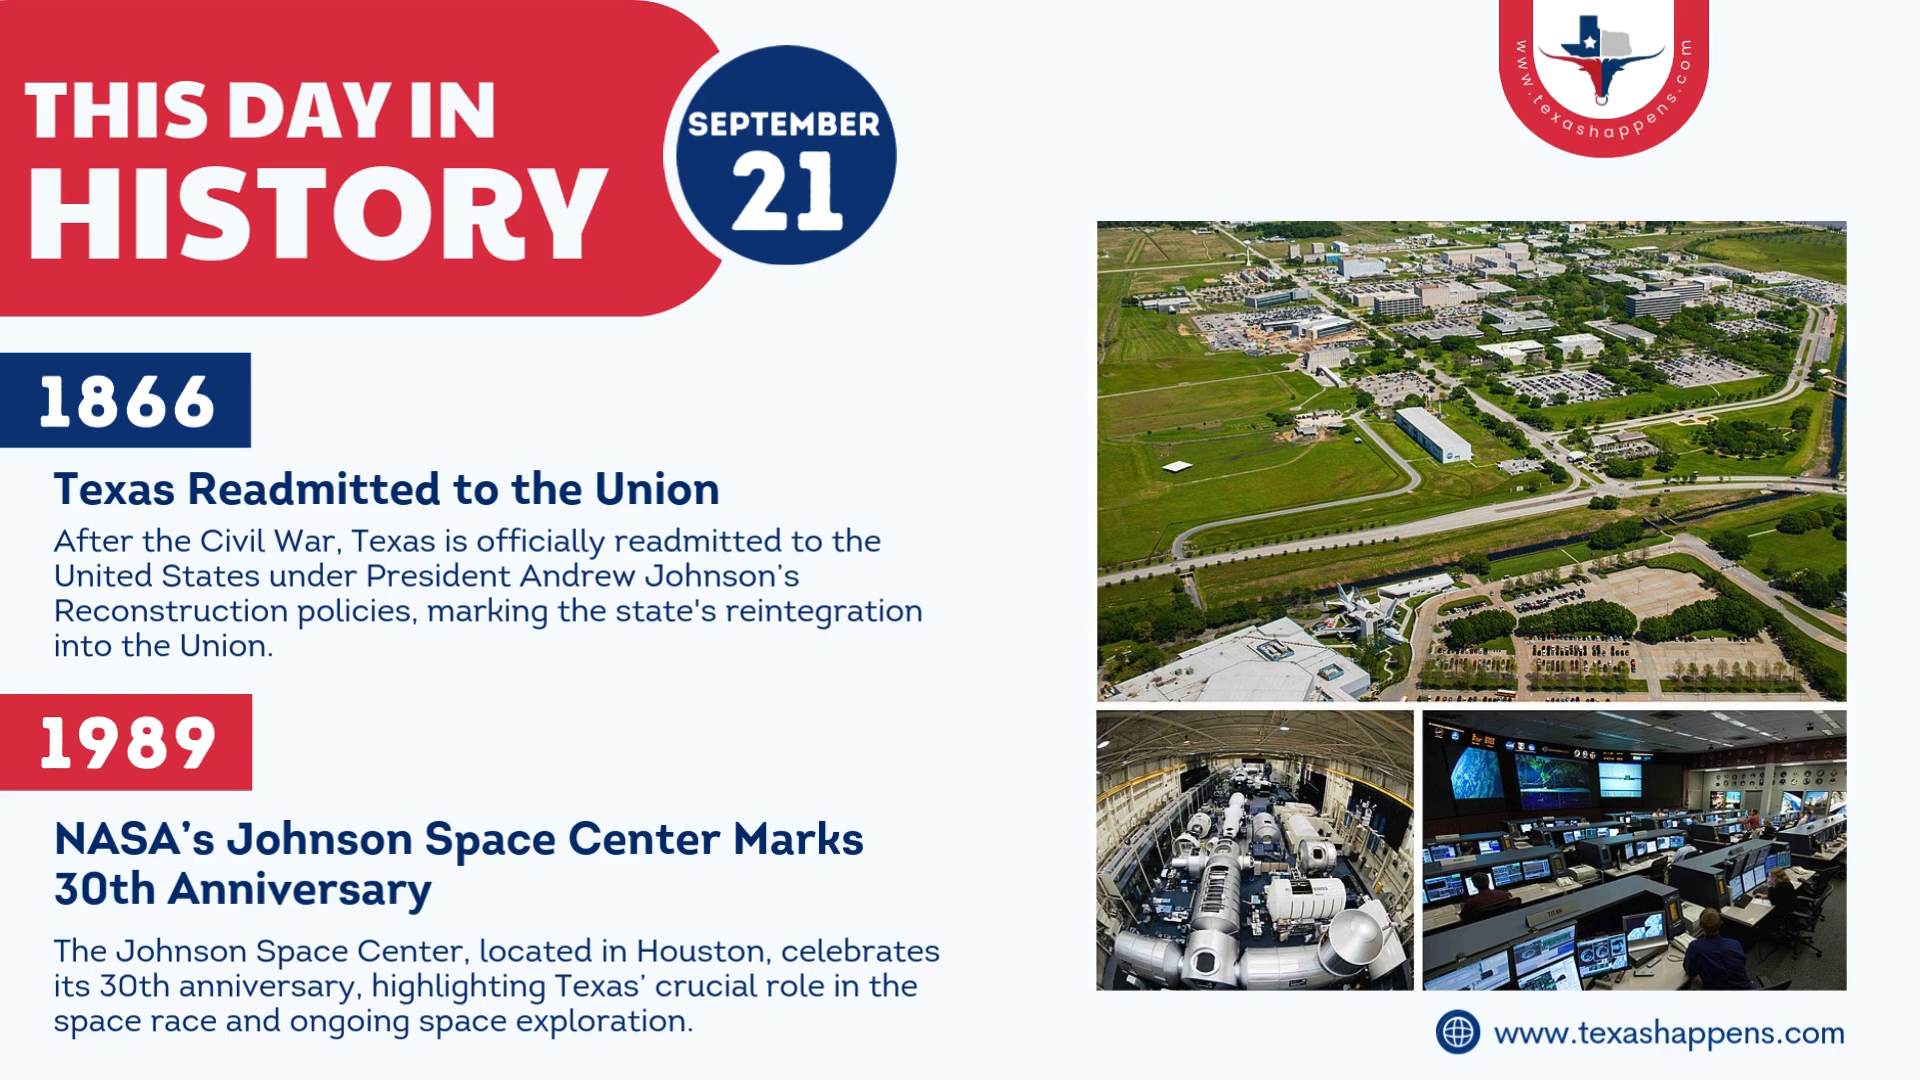 THIS DAY IN
HISTORY
SEPTEMBER
21
www.texashappens.com
1866
Texas Readmitted to the Union
After the Civil War, Texas is officially readmitted to the
United States under President Andrew Johnson’s
Reconstruction policies, marking the state's reintegration
into the Union.
1989
NASA’s Johnson Space Center Marks
30th Anniversary
The Johnson Space Center, located in Houston, celebrates
its 30th anniversary, highlighting Texas’ crucial role in the
space race and ongoing space exploration.
TITAN
www.texashappens.com